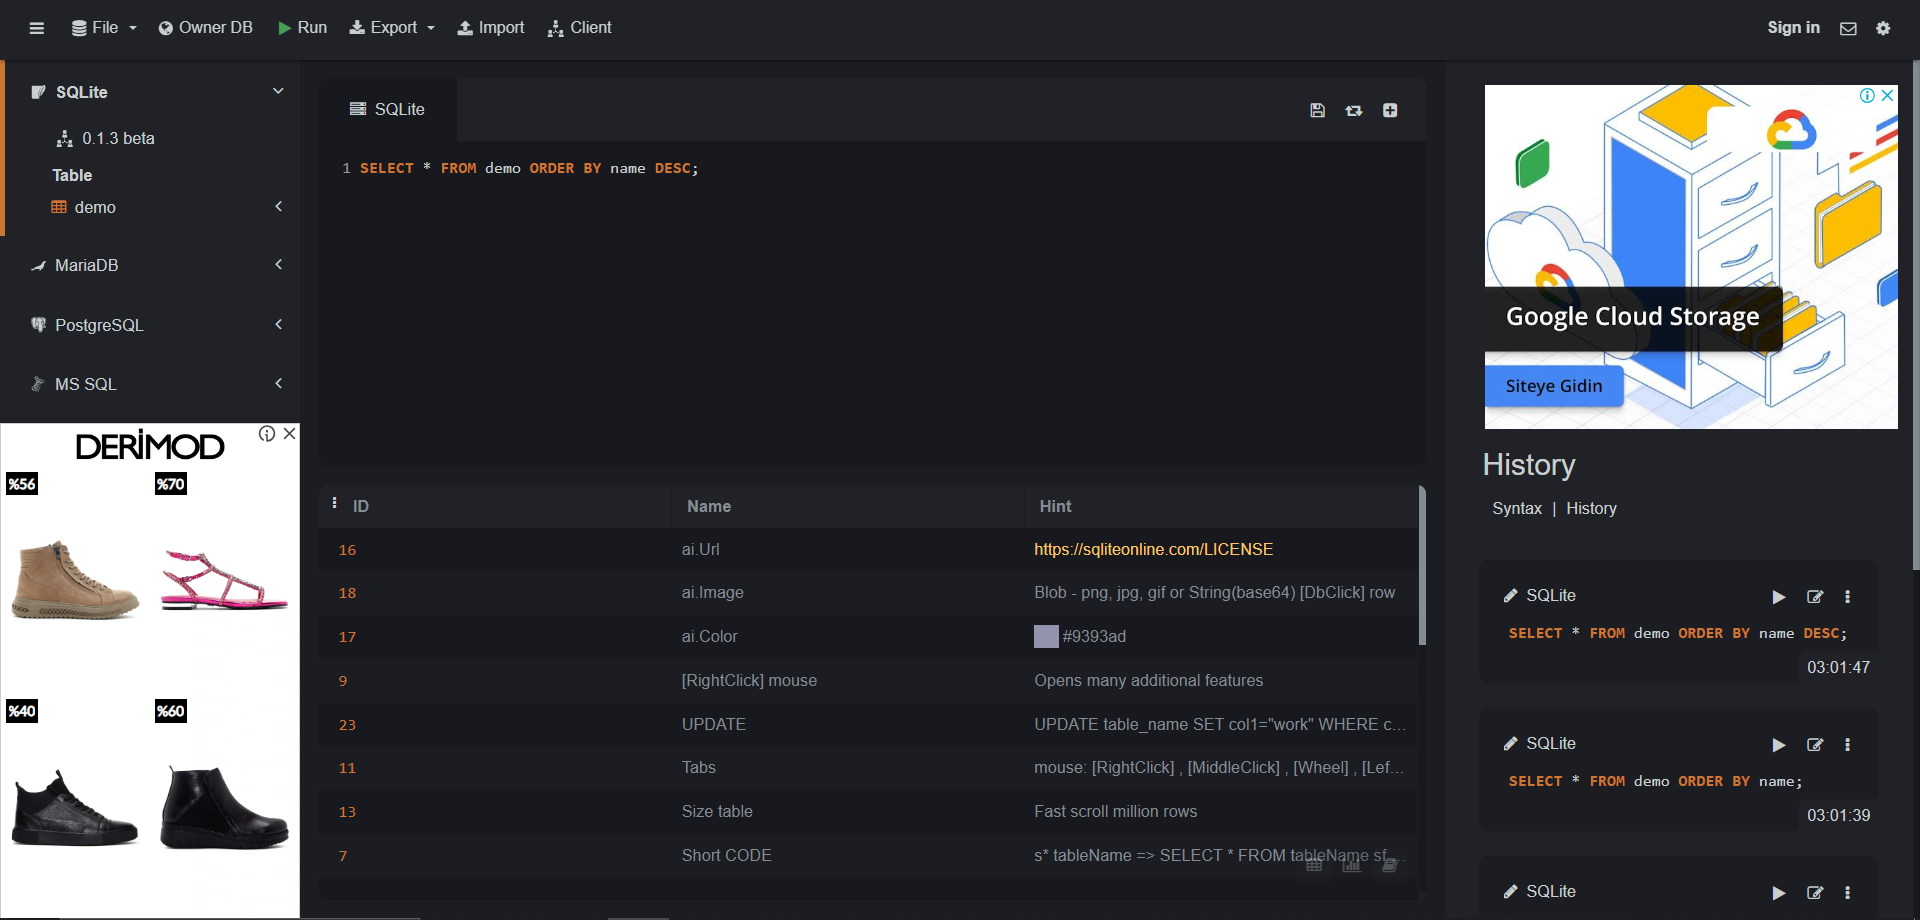 File Owner DB Run Export Import Client Sign in
SQLite
0.1.3 beta
Table
demo
MariaDB
PostgreSQL
MS SQL
DERİMOD
%56 %70
%40 %60
SQLite
1 SELECT * FROM demo ORDER BY name DESC;
ID Name Hint
16 ai.Url https://sqliteonline.com/LICENSE
18 ai.Image Blob - png, jpg, gif or String(base64) [DbClick] row
17 ai.Color #9393ad
9 [RightClick] mouse Opens many additional features
23 UPDATE UPDATE table_name SET col1="work" WHERE c...
11 Tabs mouse: [RightClick] , [MiddleClick] , [Wheel] , [Lef...
13 Size table Fast scroll million rows
7 Short CODE s* tableName => SELECT * FROM tableName sf...
Google Cloud Storage
Siteye Gidin
History
Syntax | History
SQLite
SELECT * FROM demo ORDER BY name DESC;
03:01:47
SQLite
SELECT * FROM demo ORDER BY name;
03:01:39
SQLite